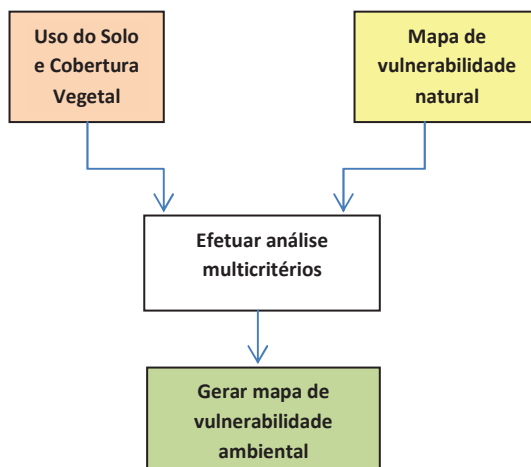 Uso do Solo
e Cobertura
Vegetal
Mapa de
vulnerabilidade
natural
Efetuar análise
multicritérios
Gerar mapa de
vulnerabilidade
ambiental